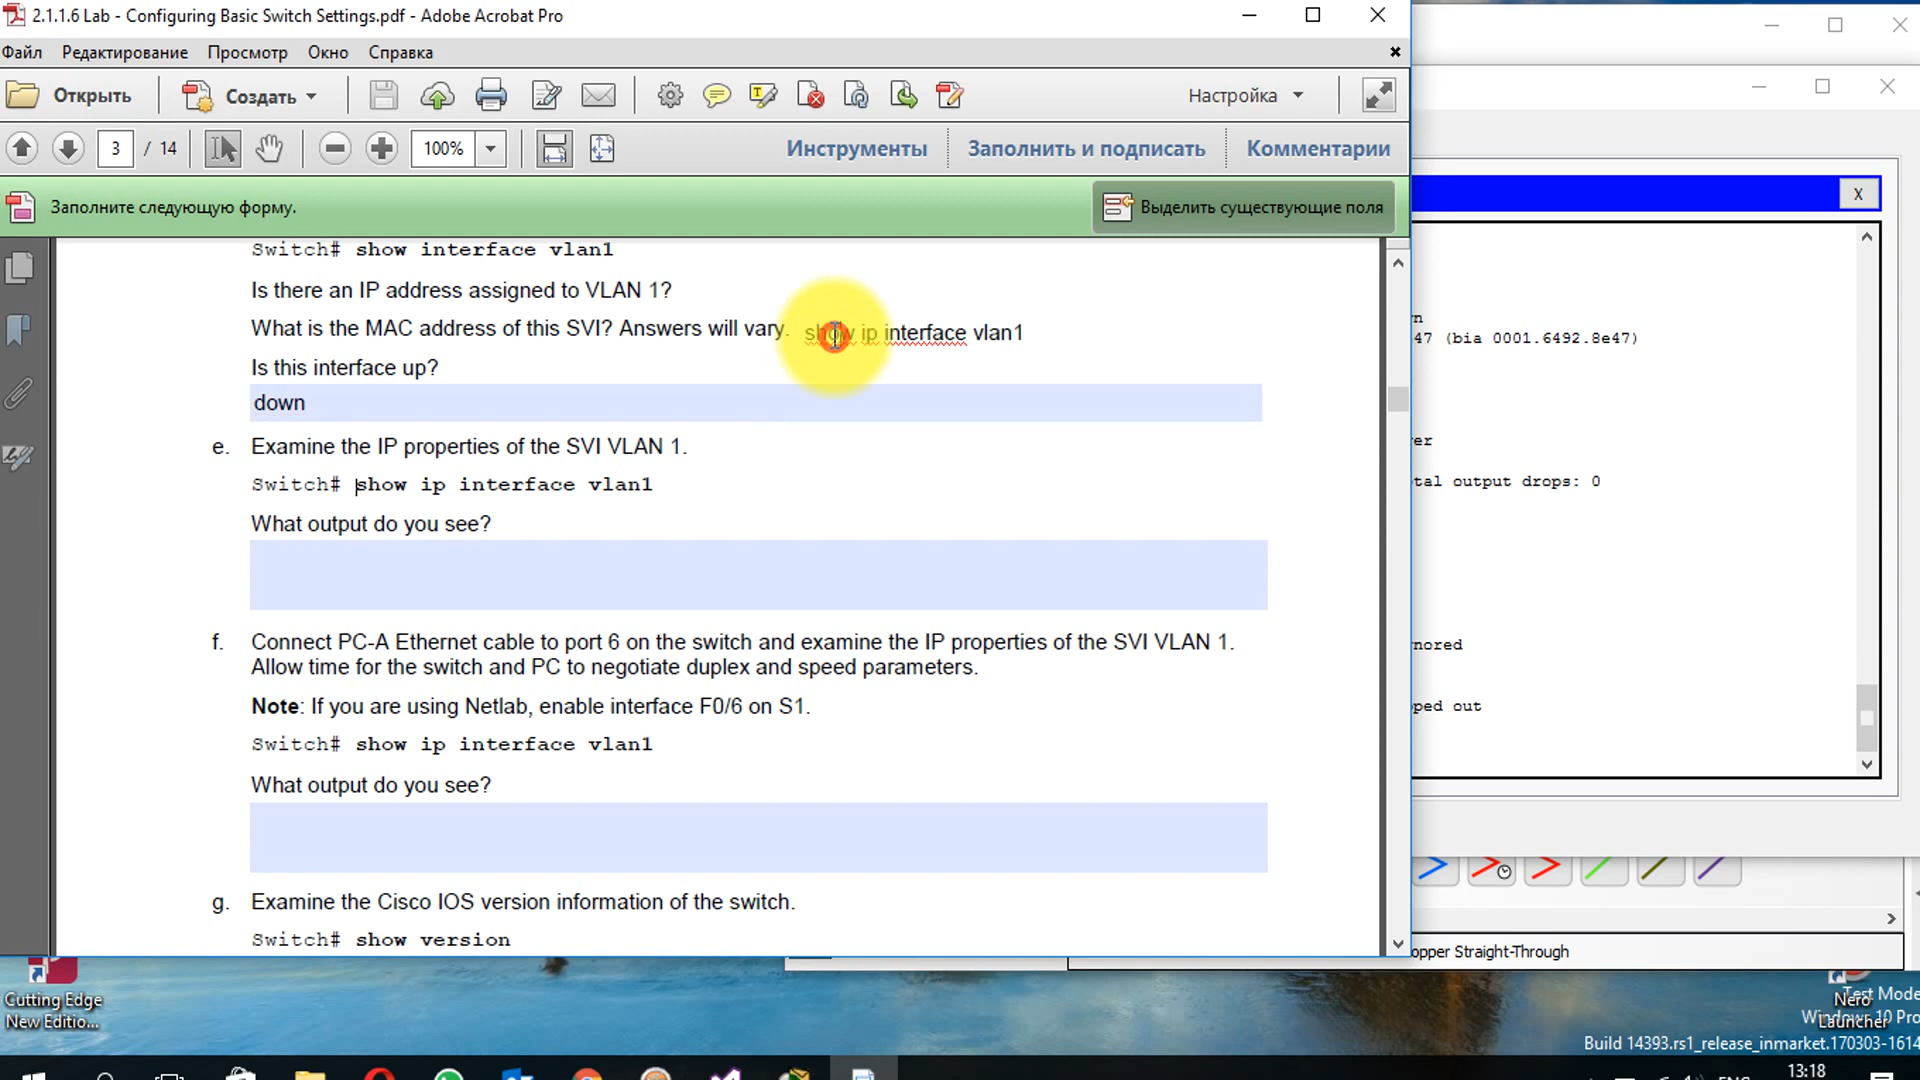 2.1.1.6 Lab - Configuring Basic Switch Settings.pdf - Adobe Acrobat Pro
Файл Редактирование Просмотр Окно Справка
Открыть Создать Настройка
3 / 14 100% Инструменты Заполнить и подписать Комментарии
Заполните следующую форму. Выделить существующие поля
X
Switch# show interface vlan1
Is there an IP address assigned to VLAN 1?
What is the MAC address of this SVI? Answers will vary. show ip interface vlan1
Is this interface up?
down
e. Examine the IP properties of the SVI VLAN 1.
Switch# show ip interface vlan1
What output do you see?
f. Connect PC-A Ethernet cable to port 6 on the switch and examine the IP properties of the SVI VLAN 1.
Allow time for the switch and PC to negotiate duplex and speed parameters.
Note: If you are using Netlab, enable interface F0/6 on S1.
Switch# show ip interface vlan1
What output do you see?
g. Examine the Cisco IOS version information of the switch.
Switch# show version
n
47 (bia 0001.6492.8e47)
er
tal output drops: 0
nored
ped out
opper Straight-Through
Cutting Edge
New Editio...
Nero
Launcher
Test Mode
Windows 10 Pro
Build 14393.rs1_release_inmarket.170303-1614
13:18